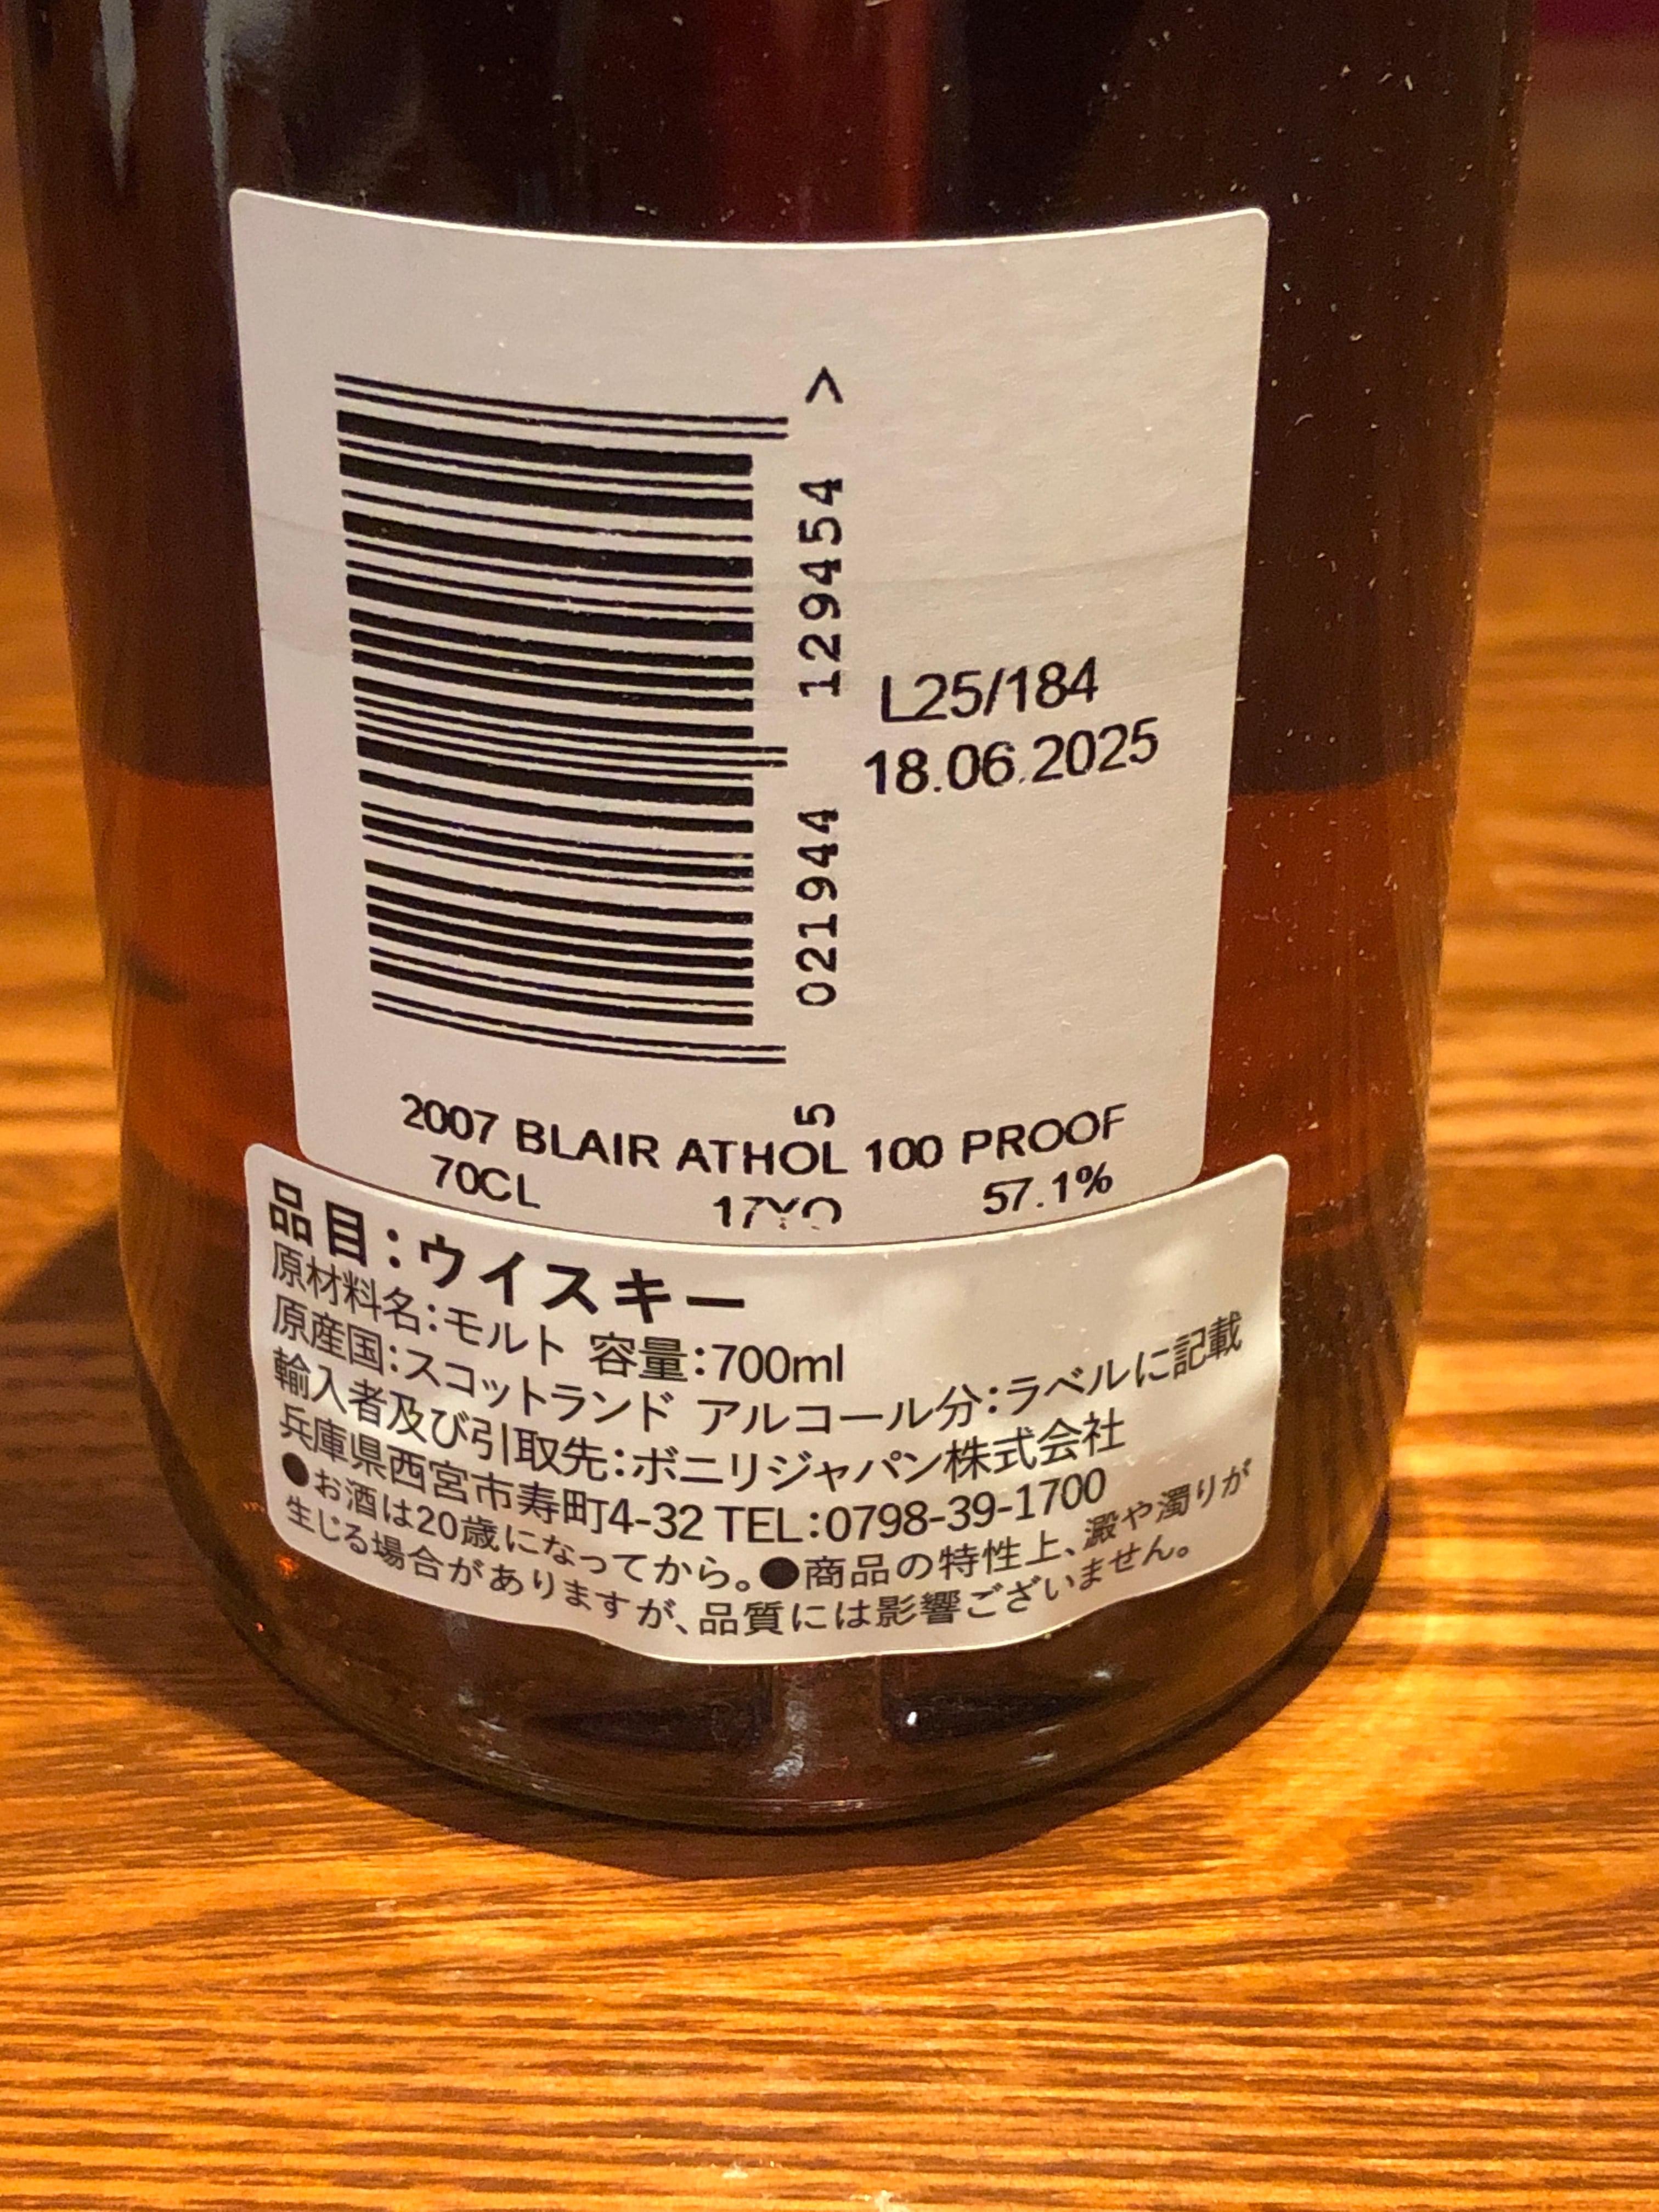 5 021944 129454 >
L25/184
18.06.2025
2007 BLAIR ATHOL 100 PROOF
70CL 17YO 57.1%
品目:ウイスキー
原材料名:モルト 容量:700ml
原産国:スコットランド アルコール分:ラベルに記載
輸入者及び引取先:ボニリジャパン株式会社
兵庫県西宮市寿町4-32 TEL:0798-39-1700
●お酒は20歳になってから。●商品の特性上、澱や濁りが
生じる場合がありますが、品質には影響ございません。